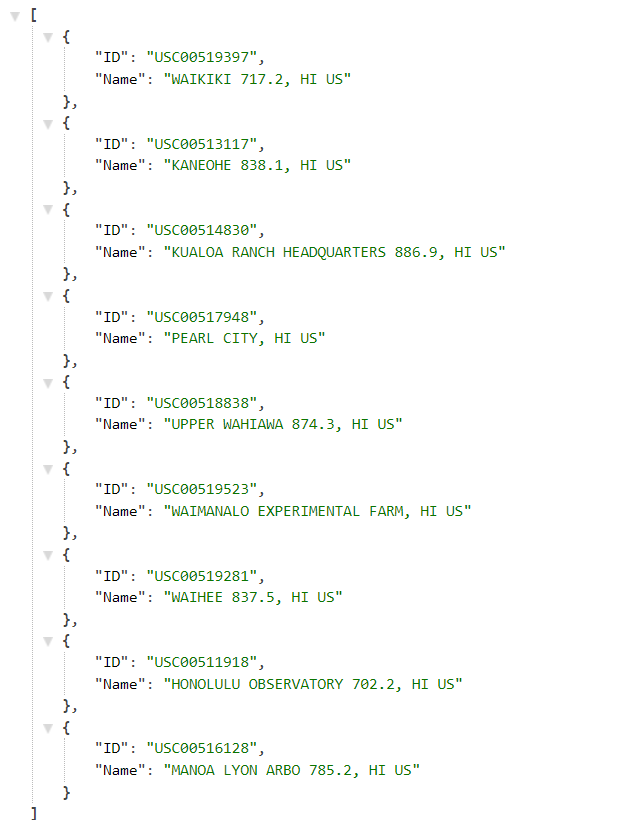 [
{
"ID": "USC00519397",
"Name": "WAIKIKI 717.2, HI US"
},
{
"ID": "USC00513117",
"Name": "KANEOHE 838.1, HI US"
},
{
"ID": "USC00514830",
"Name": "KUALOA RANCH HEADQUARTERS 886.9, HI US"
},
{
"ID": "USC00517948",
"Name": "PEARL CITY, HI US"
},
{
"ID": "USC00518838",
"Name": "UPPER WAHIAWA 874.3, HI US"
},
{
"ID": "USC00519523",
"Name": "WAIMANALO EXPERIMENTAL FARM, HI US"
},
{
"ID": "USC00519281",
"Name": "WAIHEE 837.5, HI US"
},
{
"ID": "USC00511918",
"Name": "HONOLULU OBSERVATORY 702.2, HI US"
},
{
"ID": "USC00516128",
"Name": "MANOA LYON ARBO 785.2, HI US"
}
]